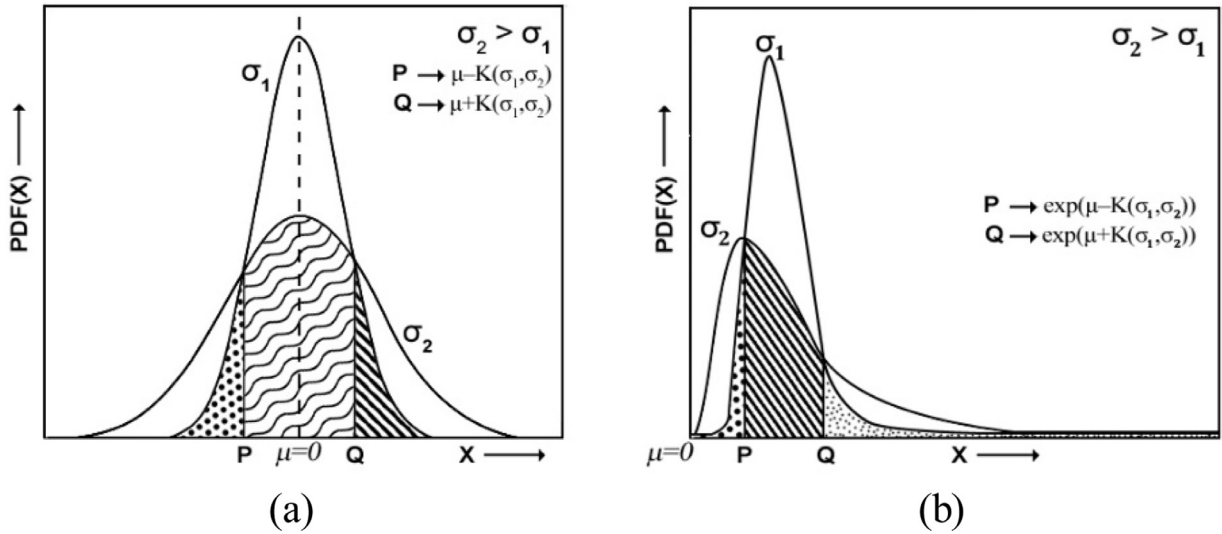 σ₂ > σ₁
P → μ–K(σ₁,σ₂)
Q → μ+K(σ₁,σ₂)
σ₁
σ₂
PDF(X) →
P μ=0 Q X →
(a)
σ₂ > σ₁
σ₁
σ₂
P → exp(μ–K(σ₁,σ₂))
Q → exp(μ+K(σ₁,σ₂))
PDF(X) →
μ=0 P Q X →
(b)